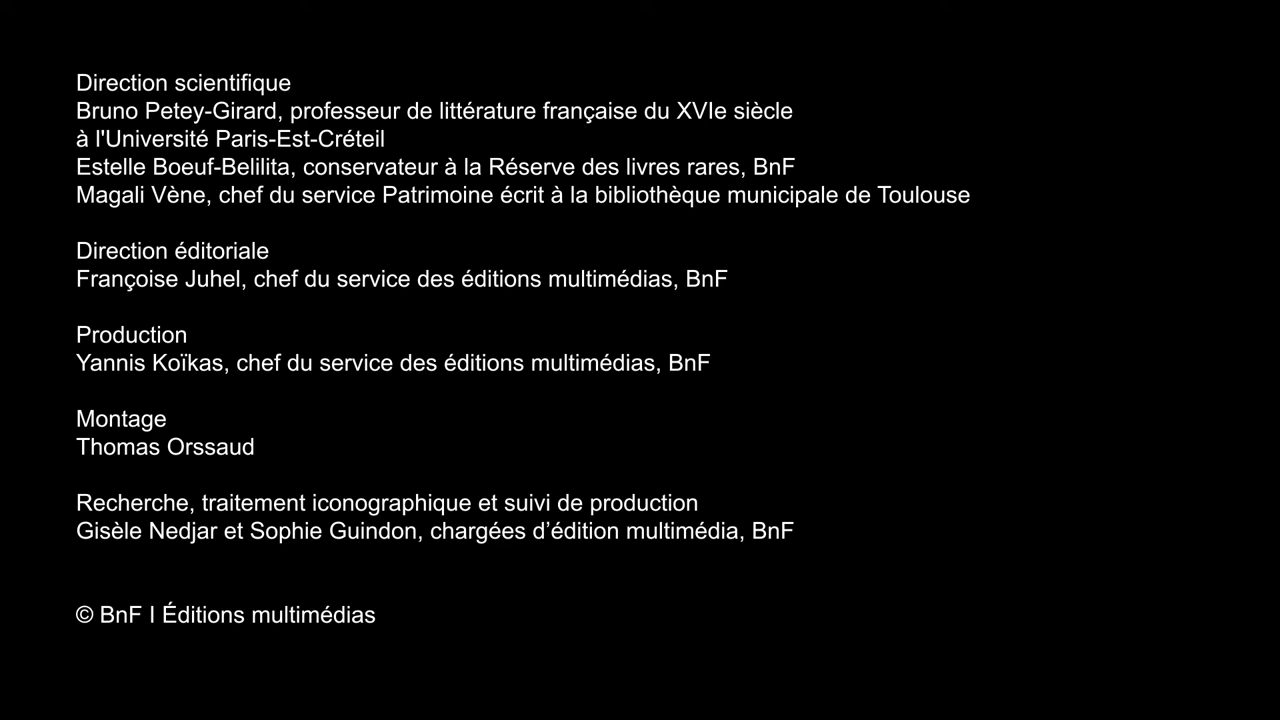 Direction scientifique
Bruno Petey-Girard, professeur de littérature française du XVIe siècle
à l'Université Paris-Est-Créteil
Estelle Boeuf-Belilita, conservateur à la Réserve des livres rares, BnF
Magali Vène, chef du service Patrimoine écrit à la bibliothèque municipale de Toulouse
Direction éditoriale
Françoise Juhel, chef du service des éditions multimédias, BnF
Production
Yannis Koïkas, chef du service des éditions multimédias, BnF
Montage
Thomas Orssaud
Recherche, traitement iconographique et suivi de production
Gisèle Nedjar et Sophie Guindon, chargées d’édition multimédia, BnF
© BnF I Éditions multimédias